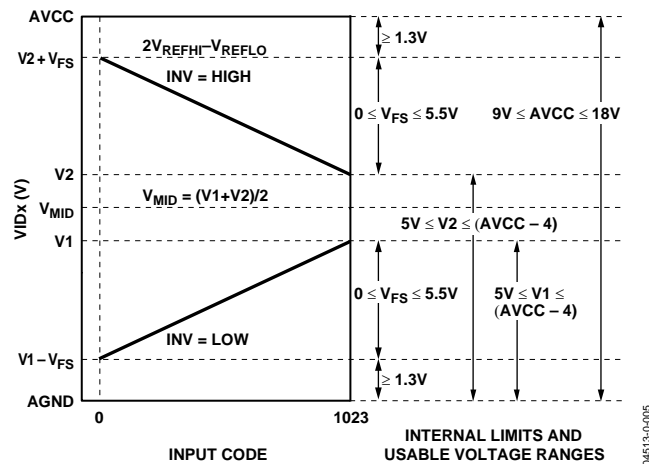 AVCC
≥ 1.3V
V2 + VFS
2VREFHI–VREFLO
INV = HIGH
0 ≤ VFS ≤ 5.5V
9V ≤ AVCC ≤ 18V
V2
VMID = (V1+V2)/2
VIDx (V)
VMID
5V ≤ V2 ≤ (AVCC – 4)
V1
0 ≤ VFS ≤ 5.5V
5V ≤ V1 ≤
(AVCC – 4)
INV = LOW
V1 – VFS
≥ 1.3V
AGND
0
1023
INPUT CODE
INTERNAL LIMITS AND
USABLE VOLTAGE RANGES
04513-0-005